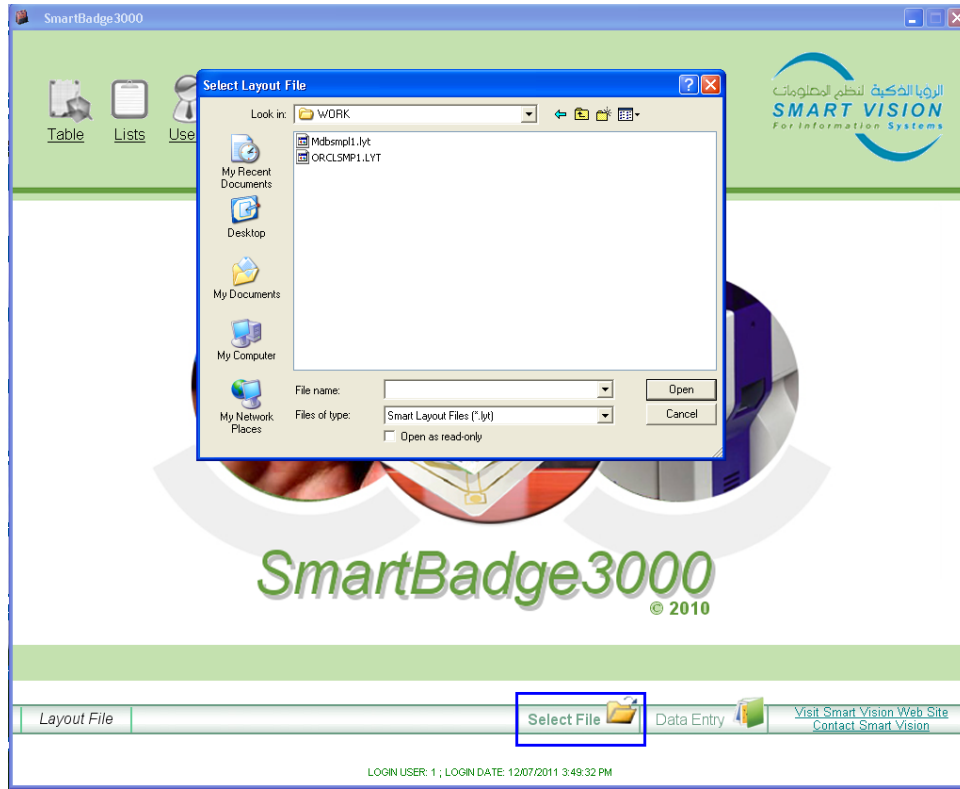 SmartBadge3000
Table
Lists
Use
الرؤيا الذكية لنظم المعلومات
SMART VISION
For Information Systems
Select Layout File
Look in:
WORK
Mdbsmpl1.lyt
ORCLSMP1.LYT
My Recent
Documents
Desktop
My Documents
My Computer
My Network
Places
File name:
Open
Files of type:
Smart Layout Files (*.lyt)
Cancel
Open as read-only
SmartBadge3000
© 2010
Layout File
Select File
Data Entry
Visit Smart Vision Web Site
Contact Smart Vision
LOGIN USER: 1 ; LOGIN DATE: 12/07/2011 3:49:32 PM